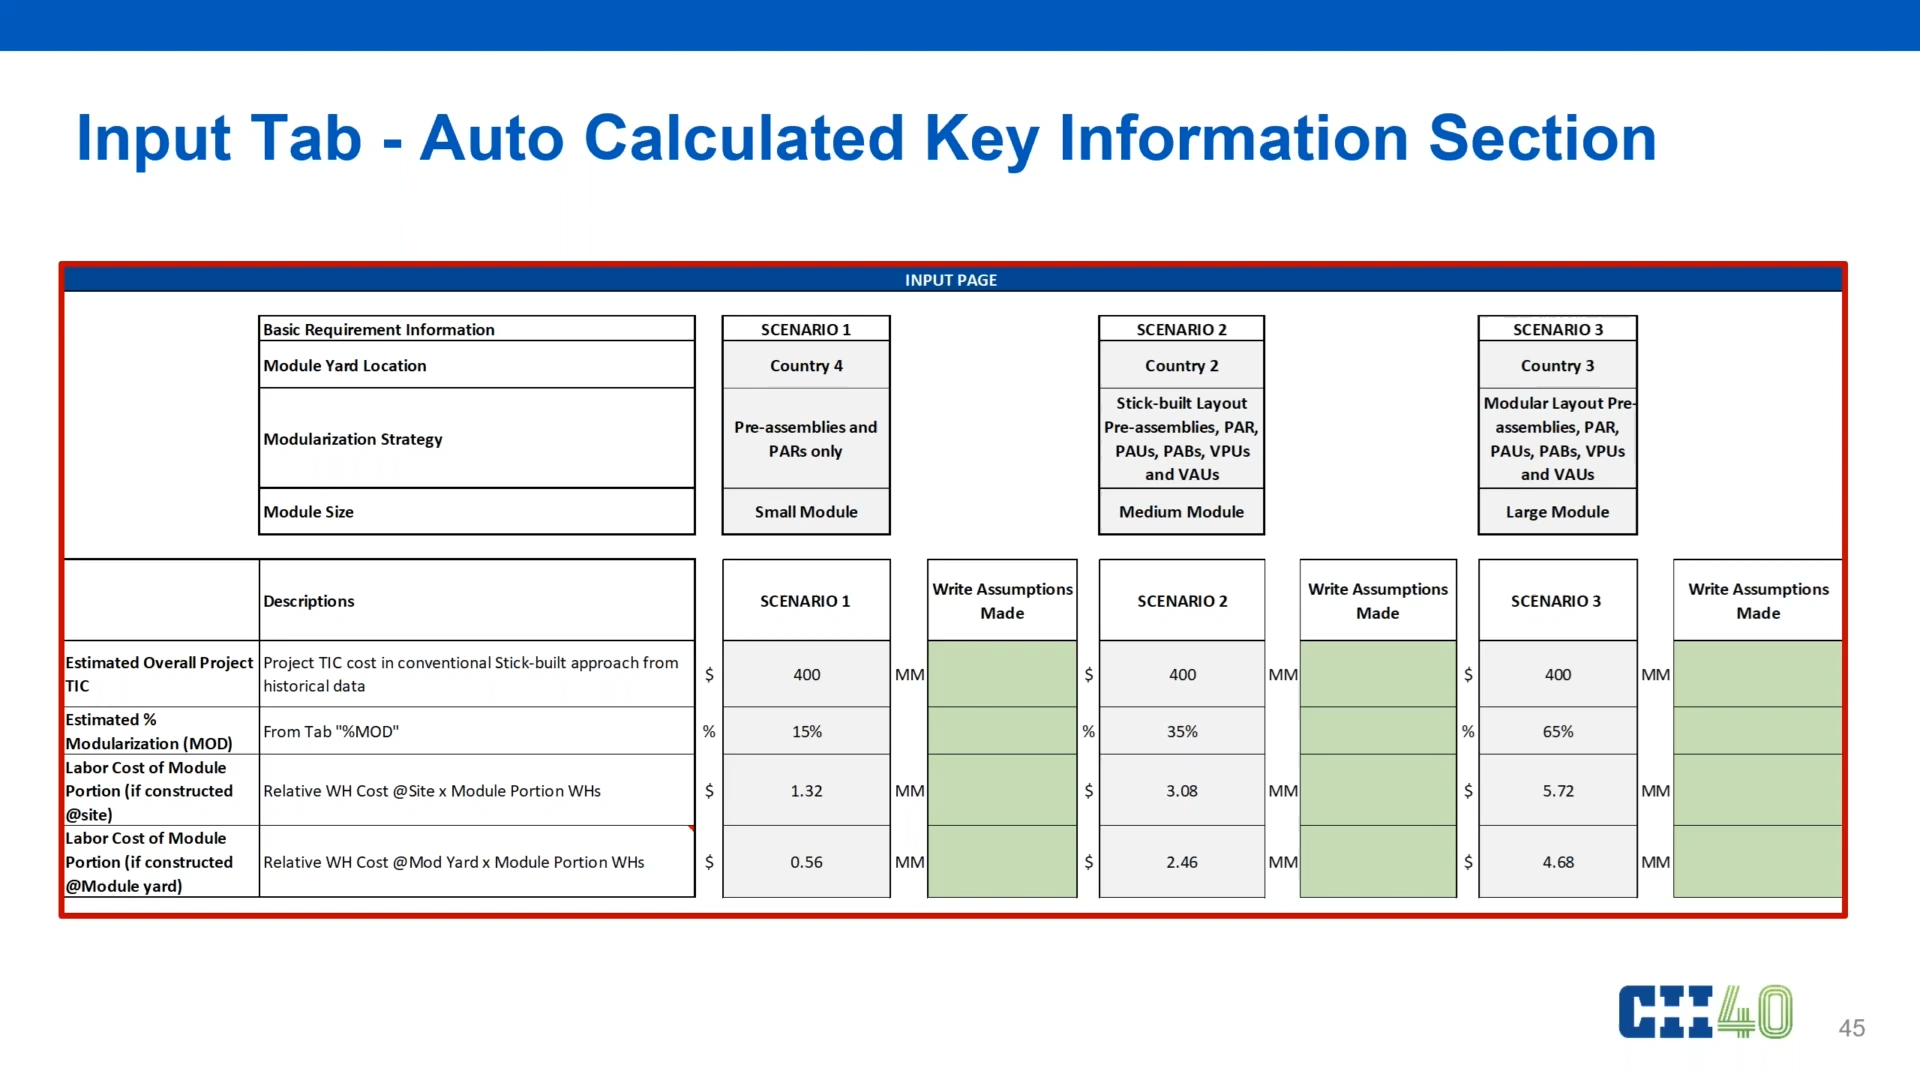 Input Tab - Auto Calculated Key Information Section
INPUT PAGE
Basic Requirement Information
SCENARIO 1
SCENARIO 2
SCENARIO 3
Module Yard Location
Country 4
Country 2
Country 3
Modularization Strategy
Pre-assemblies and
PARs only
Stick-built Layout
Pre-assemblies, PAR,
PAUs, PABs, VPUs
and VAUs
Modular Layout Pre-
assemblies, PAR,
PAUs, PABs, VPUs
and VAUs
Module Size
Small Module
Medium Module
Large Module
Descriptions
SCENARIO 1
Write Assumptions
Made
SCENARIO 2
Write Assumptions
Made
SCENARIO 3
Write Assumptions
Made
Estimated Overall Project
TIC
Project TIC cost in conventional Stick-built approach from
historical data
$ 400 MM
$ 400 MM
$ 400 MM
Estimated %
Modularization (MOD)
From Tab "%MOD"
% 15%
% 35%
% 65%
Labor Cost of Module
Portion (if constructed
@site)
Relative WH Cost @Site x Module Portion WHs
$ 1.32 MM
$ 3.08 MM
$ 5.72 MM
Labor Cost of Module
Portion (if constructed
@Module yard)
Relative WH Cost @Mod Yard x Module Portion WHs
$ 0.56 MM
$ 2.46 MM
$ 4.68 MM
CII40
45